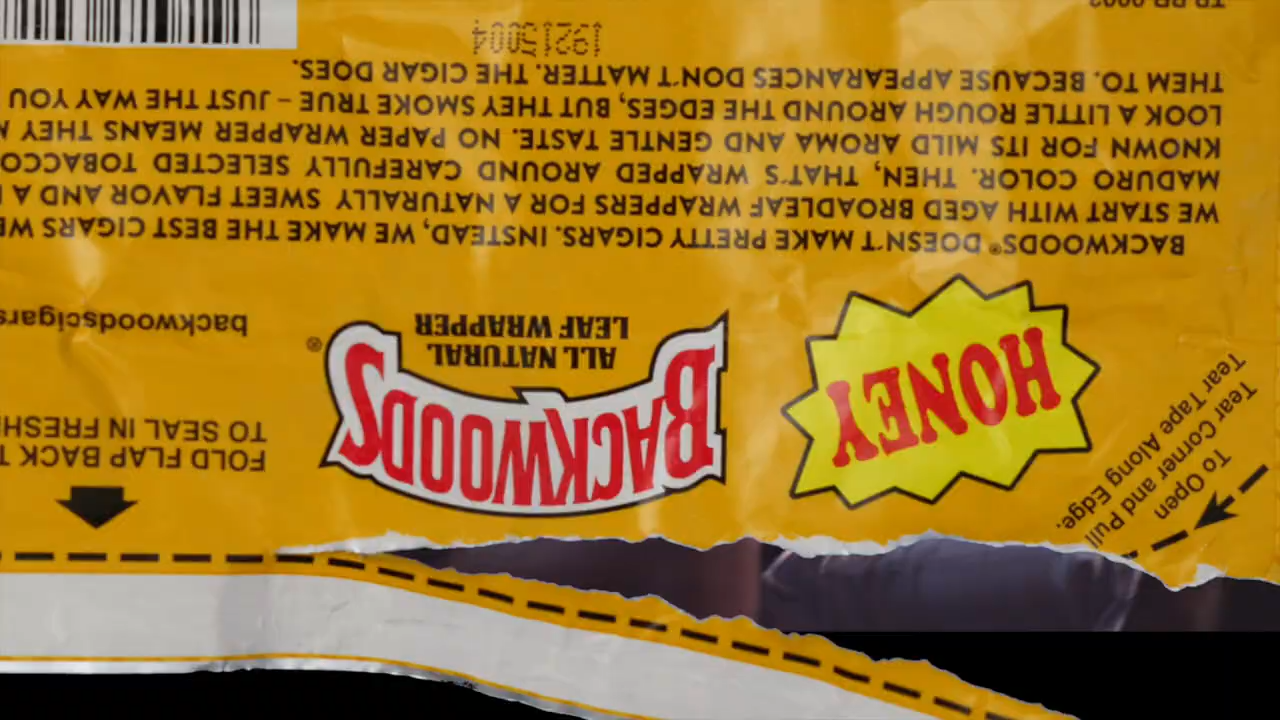 To Open
Tear Corner and Pull
Tear Tape Along Edge.
HONEY
BACKWOODS
®
ALL NATURAL
LEAF WRAPPER
FOLD FLAP BACK
TO SEAL IN FRESH
backwoodscigars
BACKWOODS® DOESN'T MAKE PRETTY CIGARS. INSTEAD, WE MAKE THE BEST CIGARS WE
WE START WITH AGED BROADLEAF WRAPPERS FOR A NATURALLY SWEET FLAVOR AND A
MADURO COLOR. THEN, THAT'S WRAPPED AROUND CAREFULLY SELECTED TOBACCO
KNOWN FOR ITS MILD AROMA AND GENTLE TASTE. NO PAPER WRAPPER MEANS THEY
LOOK A LITTLE ROUGH AROUND THE EDGES, BUT THEY SMOKE TRUE – JUST THE WAY YOU
THEM TO. BECAUSE APPEARANCES DON'T MATTER. THE CIGAR DOES.
19215004